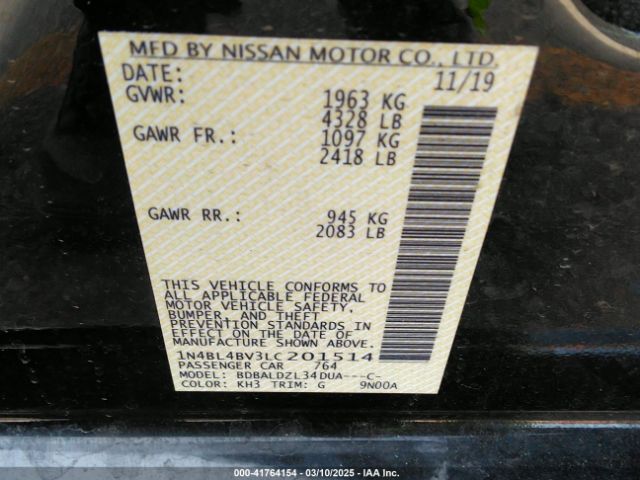 MFD BY NISSAN MOTOR CO., LTD.
DATE: 11/19
GVWR: 1963 KG
4328 LB
GAWR FR.: 1097 KG
2418 LB
GAWR RR.: 945 KG
2083 LB
THIS VEHICLE CONFORMS TO
ALL APPLICABLE FEDERAL
MOTOR VEHICLE SAFETY,
BUMPER, AND THEFT
PREVENTION STANDARDS IN
EFFECT ON THE DATE OF
MANUFACTURE SHOWN ABOVE.
1N4BL4BV3LC201514
PASSENGER CAR 764
MODEL: BDBALDZL34DUA---C-
COLOR: KH3 TRIM: G 9N00A
000-41764154 — 03/10/2025 — IAA Inc.